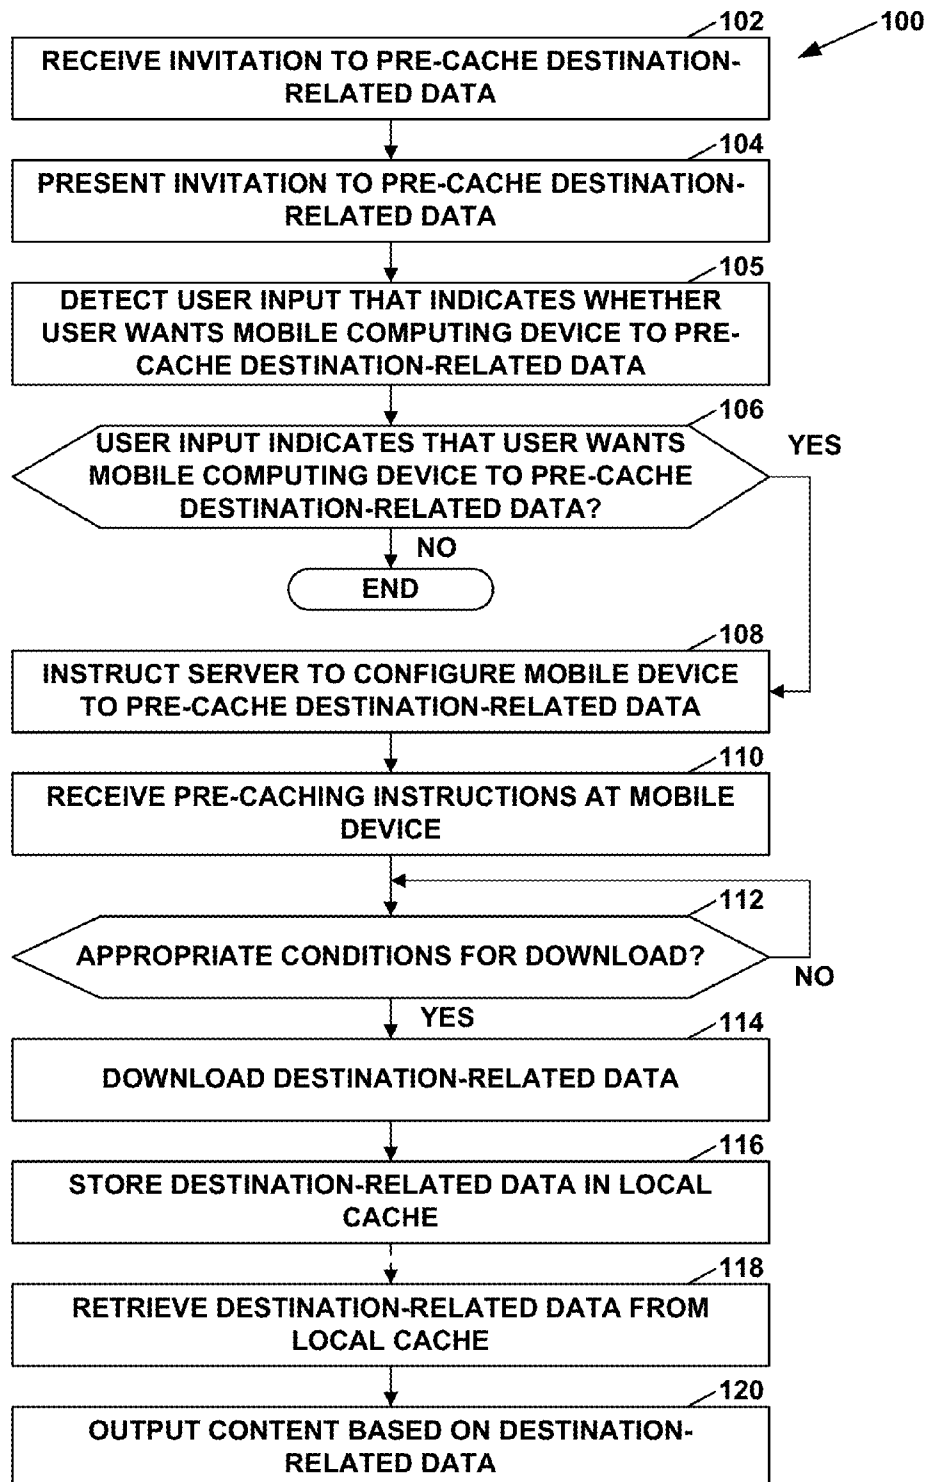 102
100
RECEIVE INVITATION TO PRE-CACHE DESTINATION-
RELATED DATA
104
PRESENT INVITATION TO PRE-CACHE DESTINATION-
RELATED DATA
105
DETECT USER INPUT THAT INDICATES WHETHER
USER WANTS MOBILE COMPUTING DEVICE TO PRE-
CACHE DESTINATION-RELATED DATA
106
USER INPUT INDICATES THAT USER WANTS
MOBILE COMPUTING DEVICE TO PRE-CACHE
DESTINATION-RELATED DATA?
YES
NO
END
108
INSTRUCT SERVER TO CONFIGURE MOBILE DEVICE
TO PRE-CACHE DESTINATION-RELATED DATA
110
RECEIVE PRE-CACHING INSTRUCTIONS AT MOBILE
DEVICE
112
APPROPRIATE CONDITIONS FOR DOWNLOAD?
NO
YES
114
DOWNLOAD DESTINATION-RELATED DATA
116
STORE DESTINATION-RELATED DATA IN LOCAL
CACHE
118
RETRIEVE DESTINATION-RELATED DATA FROM
LOCAL CACHE
120
OUTPUT CONTENT BASED ON DESTINATION-
RELATED DATA